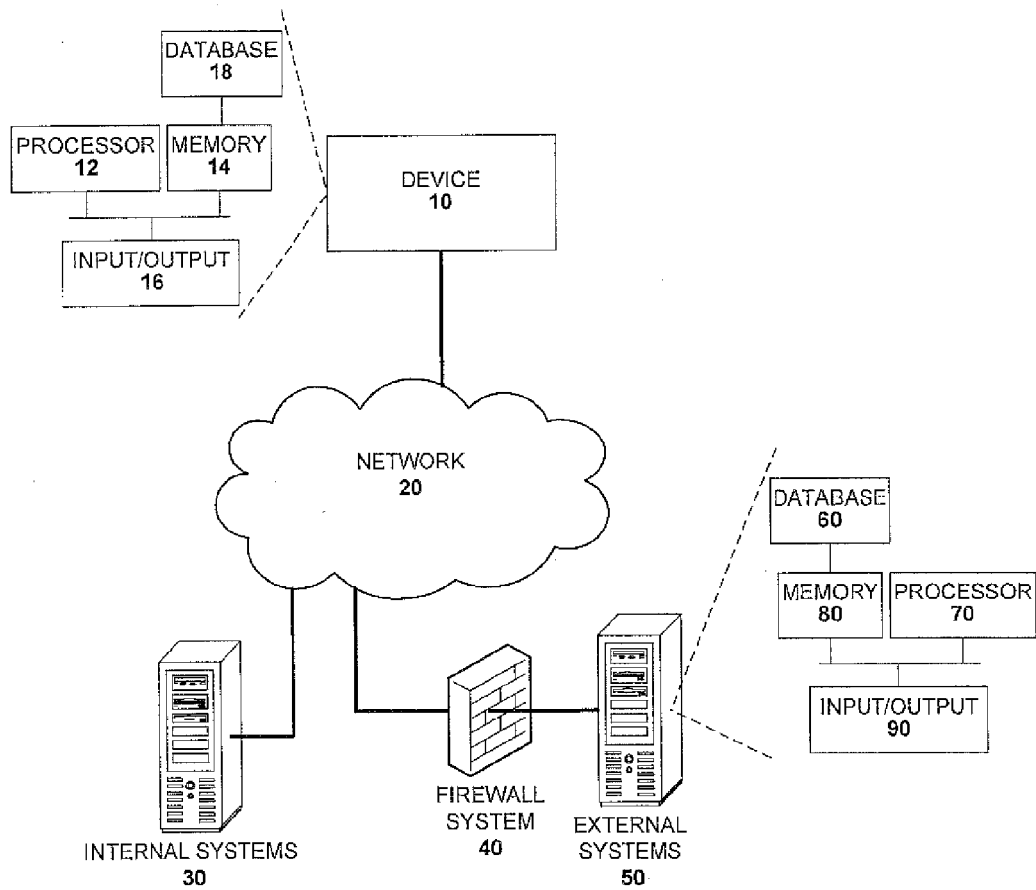 DATABASE
18
PROCESSOR
12
MEMORY
14
INPUT/OUTPUT
16
DEVICE
10
NETWORK
20
DATABASE
60
MEMORY
80
PROCESSOR
70
INPUT/OUTPUT
90
INTERNAL SYSTEMS
30
FIREWALL
SYSTEM
40
EXTERNAL
SYSTEMS
50